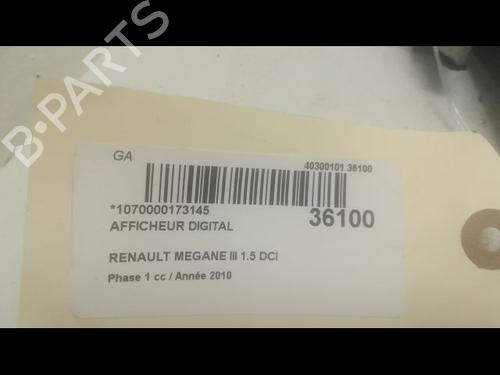 B-PARTS
GA
40300101 36100
*1070000173145
36100
AFFICHEUR DIGITAL
RENAULT MEGANE III 1.5 DCI
Phase 1 cc / Année 2010